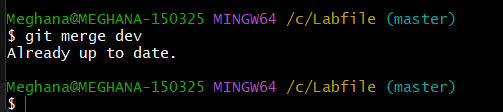 Meghana@MEGHANA-150325 MINGW64 /c/Labfile (master)
$ git merge dev
Already up to date.
Meghana@MEGHANA-150325 MINGW64 /c/Labfile (master)
$